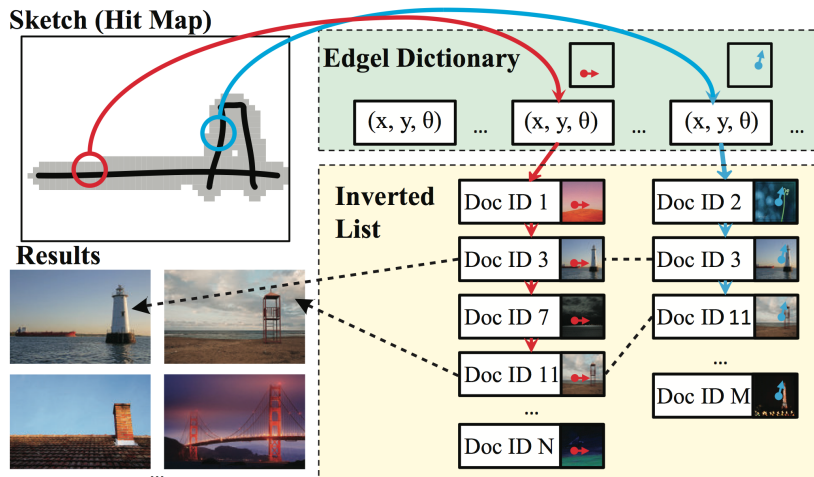 Sketch (Hit Map)
Edgel Dictionary
(x, y, θ)
...
(x, y, θ)
...
(x, y, θ)
...
Inverted
List
Doc ID 1
Doc ID 3
Doc ID 7
Doc ID 11
...
Doc ID N
Doc ID 2
Doc ID 3
Doc ID 11
...
Doc ID M
Results
...